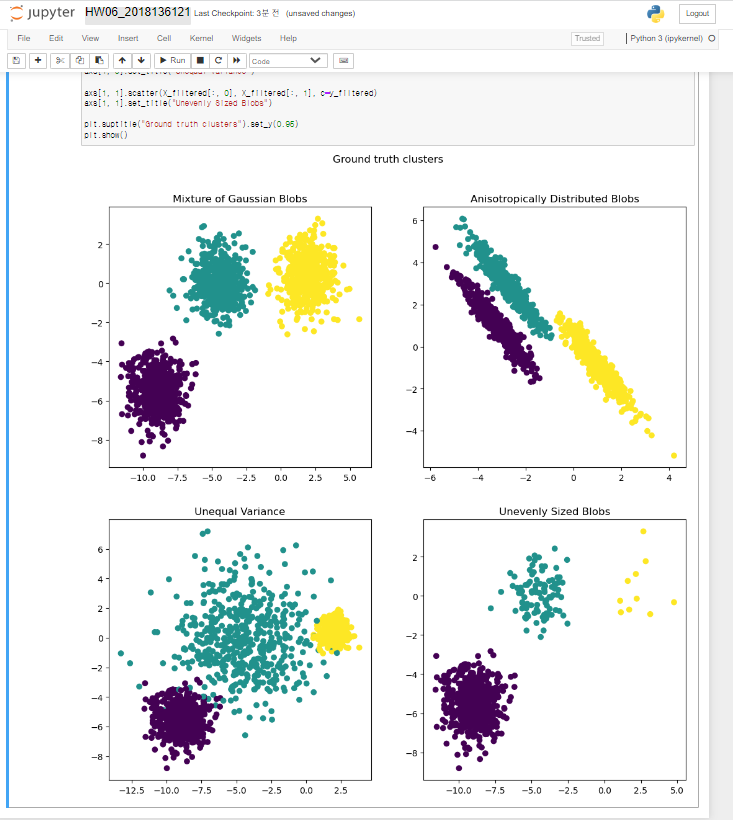 jupyter HW06_2018136121 Last Checkpoint: 3분 전 (unsaved changes) Logout
File Edit View Insert Cell Kernel Widgets Help Trusted Python 3 (ipykernel)
Run Code
axs[1, 1].scatter(X_filtered[:, 0], X_filtered[:, 1], c=y_filtered)
axs[1, 1].set_title("Unevenly Sized Blobs")
plt.suptitle("Ground truth clusters").set_y(0.95)
plt.show()
Ground truth clusters
Mixture of Gaussian Blobs
2
0
−2
−4
−6
−8
−10.0 −7.5 −5.0 −2.5 0.0 2.5 5.0
Anisotropically Distributed Blobs
6
4
2
0
−2
−4
−6 −4 −2 0 2 4
Unequal Variance
6
4
2
0
−2
−4
−6
−8
−12.5 −10.0 −7.5 −5.0 −2.5 0.0 2.5
Unevenly Sized Blobs
2
0
−2
−4
−6
−8
−10.0 −7.5 −5.0 −2.5 0.0 2.5 5.0